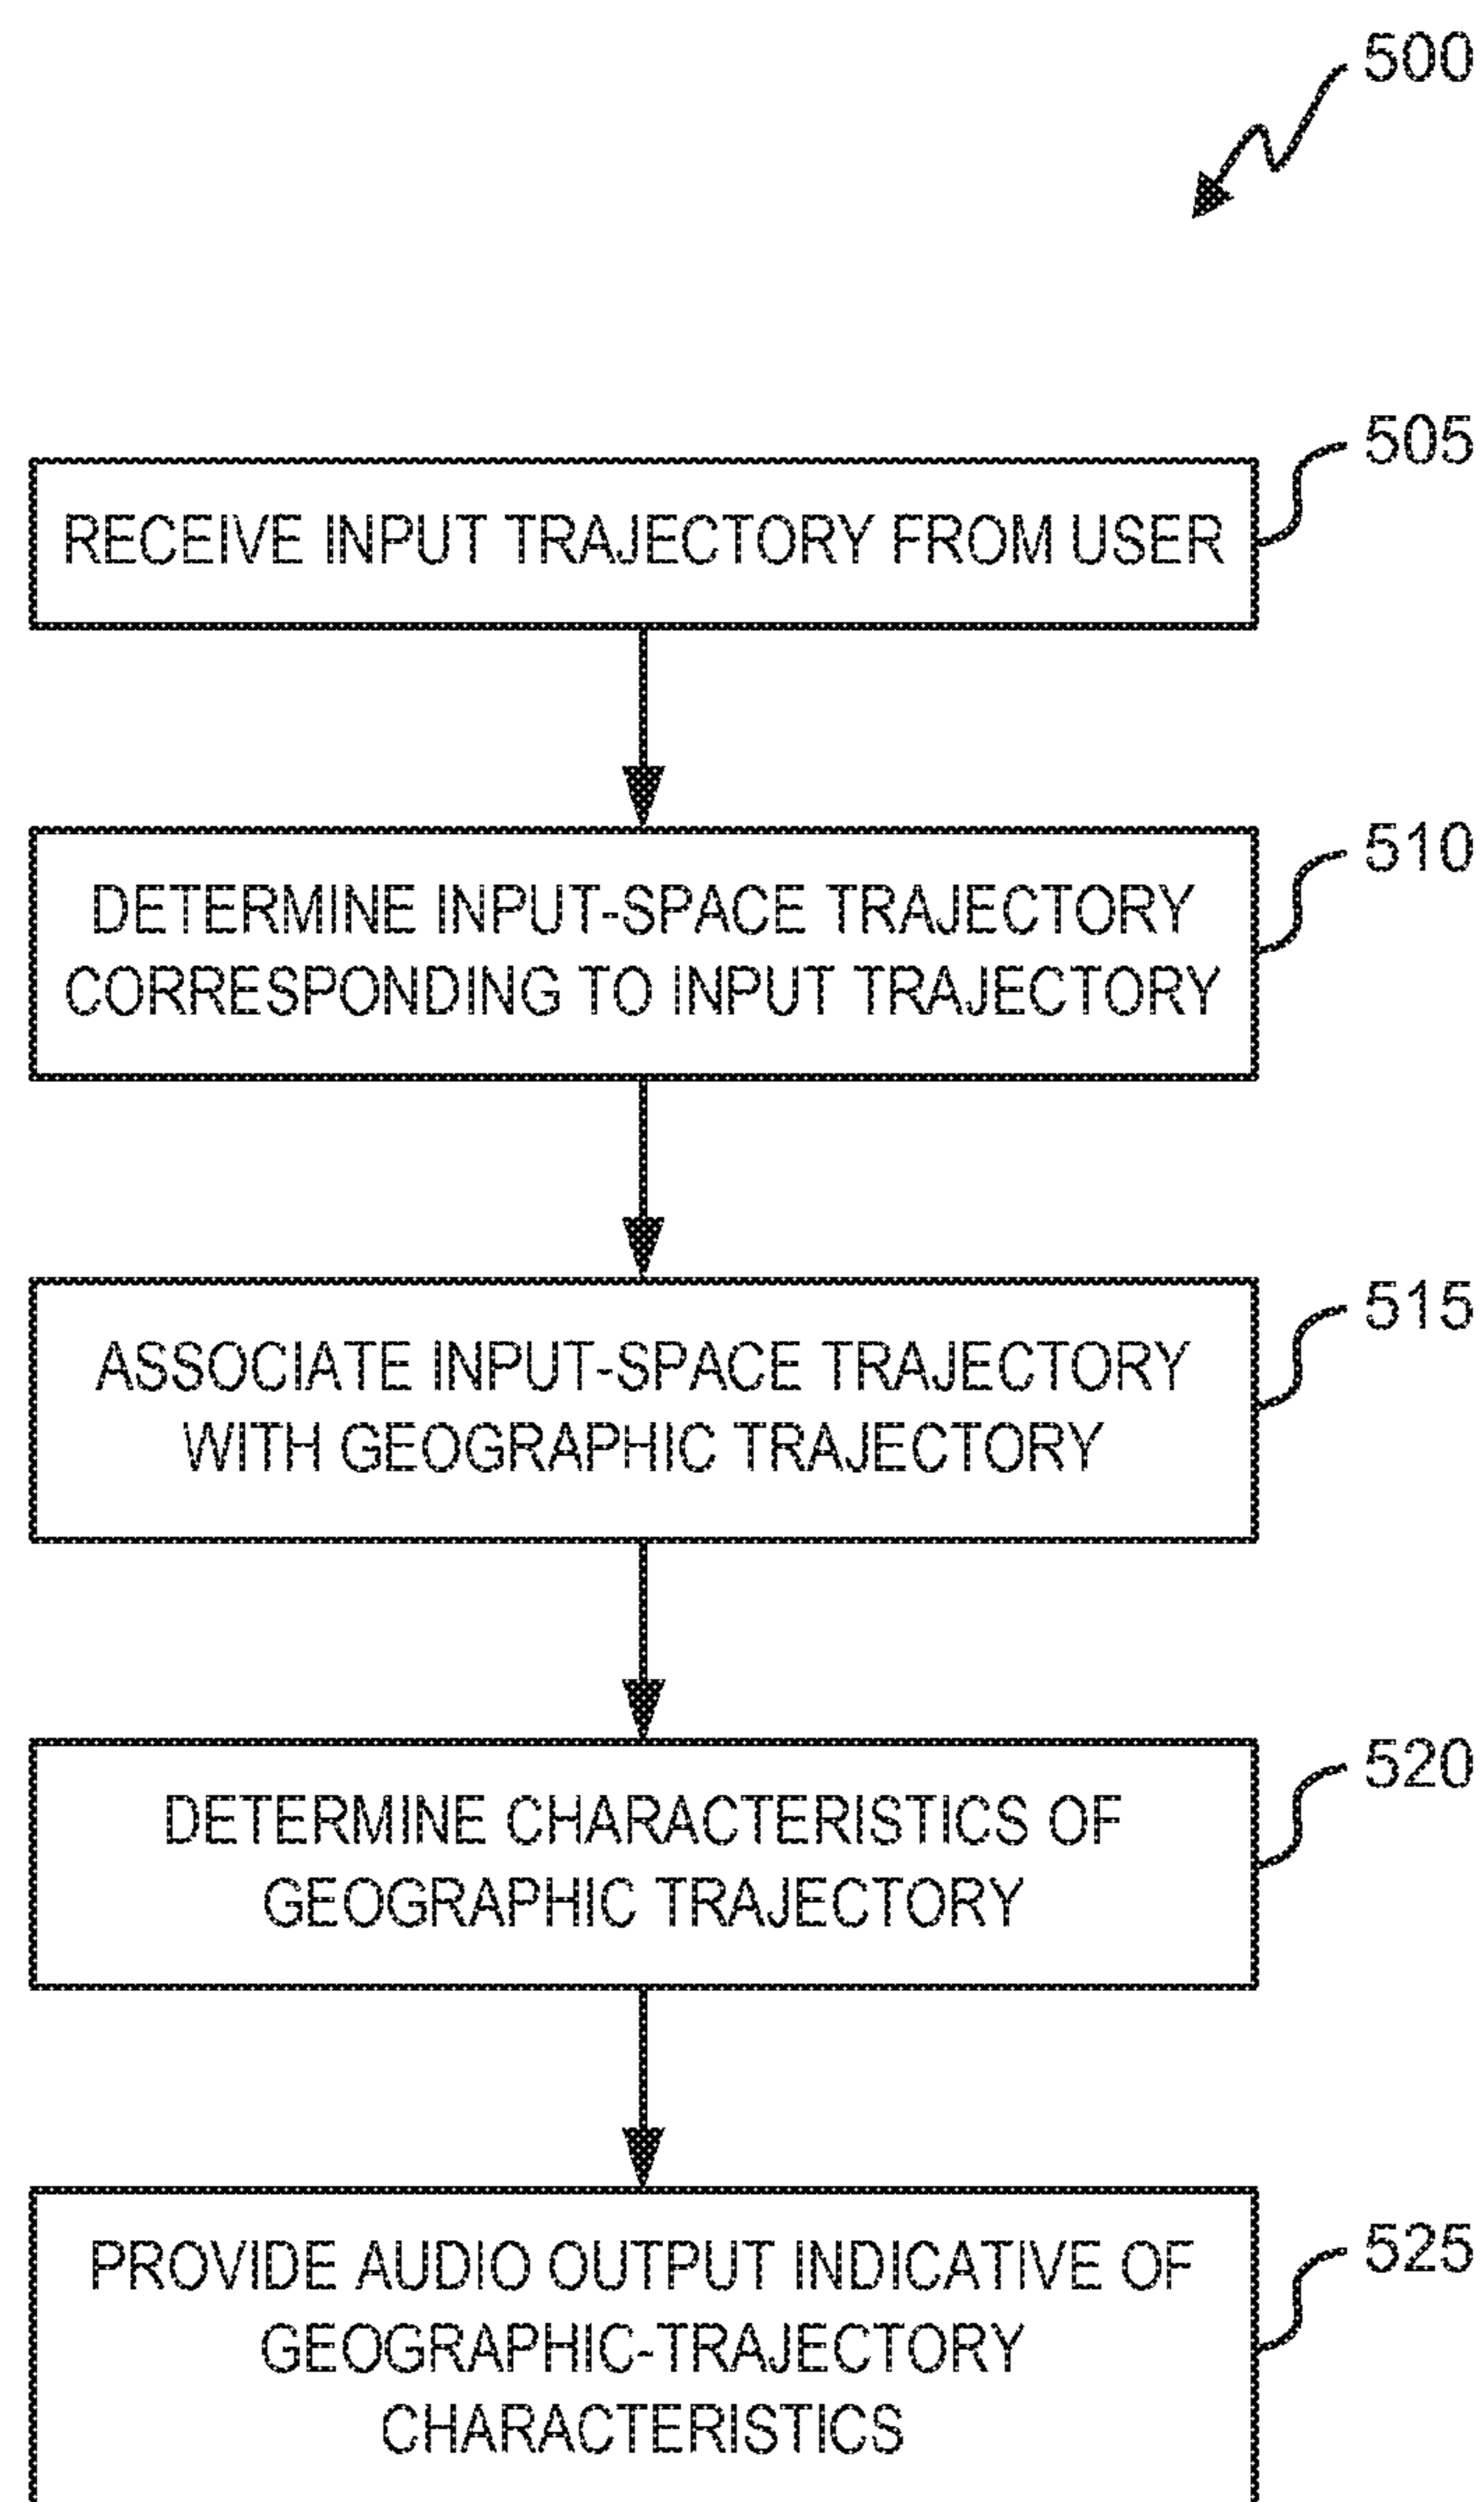 500
505
RECEIVE INPUT TRAJECTORY FROM USER
510
DETERMINE INPUT-SPACE TRAJECTORY
CORRESPONDING TO INPUT TRAJECTORY
515
ASSOCIATE INPUT-SPACE TRAJECTORY
WITH GEOGRAPHIC TRAJECTORY
520
DETERMINE CHARACTERISTICS OF
GEOGRAPHIC TRAJECTORY
525
PROVIDE AUDIO OUTPUT INDICATIVE OF
GEOGRAPHIC-TRAJECTORY
CHARACTERISTICS